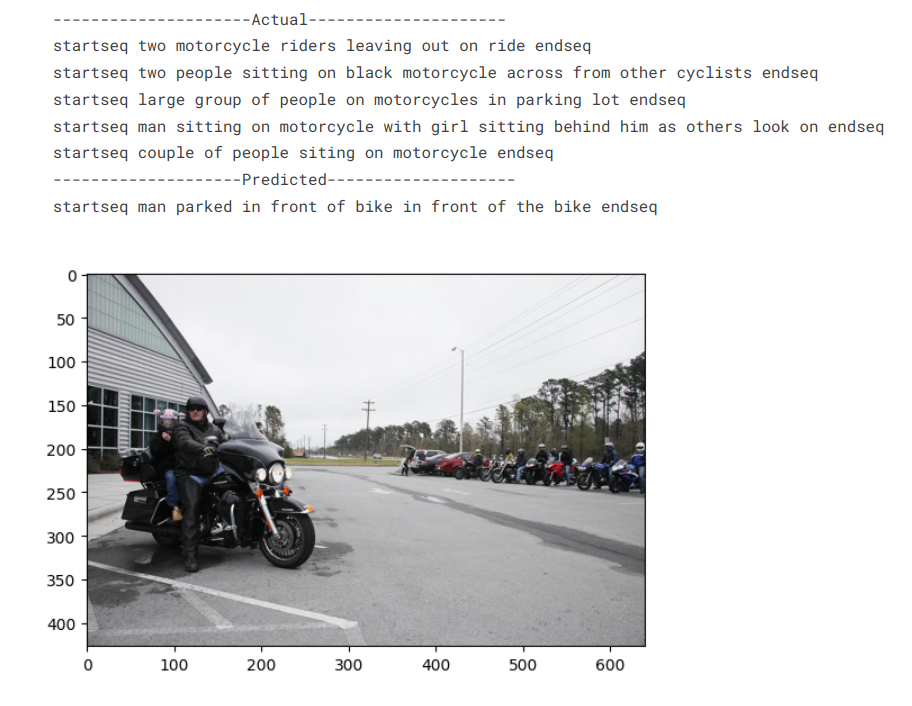 ---------------------Actual---------------------
startseq two motorcycle riders leaving out on ride endseq
startseq two people sitting on black motorcycle across from other cyclists endseq
startseq large group of people on motorcycles in parking lot endseq
startseq man sitting on motorcycle with girl sitting behind him as others look on endseq
startseq couple of people siting on motorcycle endseq
--------------------Predicted--------------------
startseq man parked in front of bike in front of the bike endseq
0
50
100
150
200
250
300
350
400
0 100 200 300 400 500 600